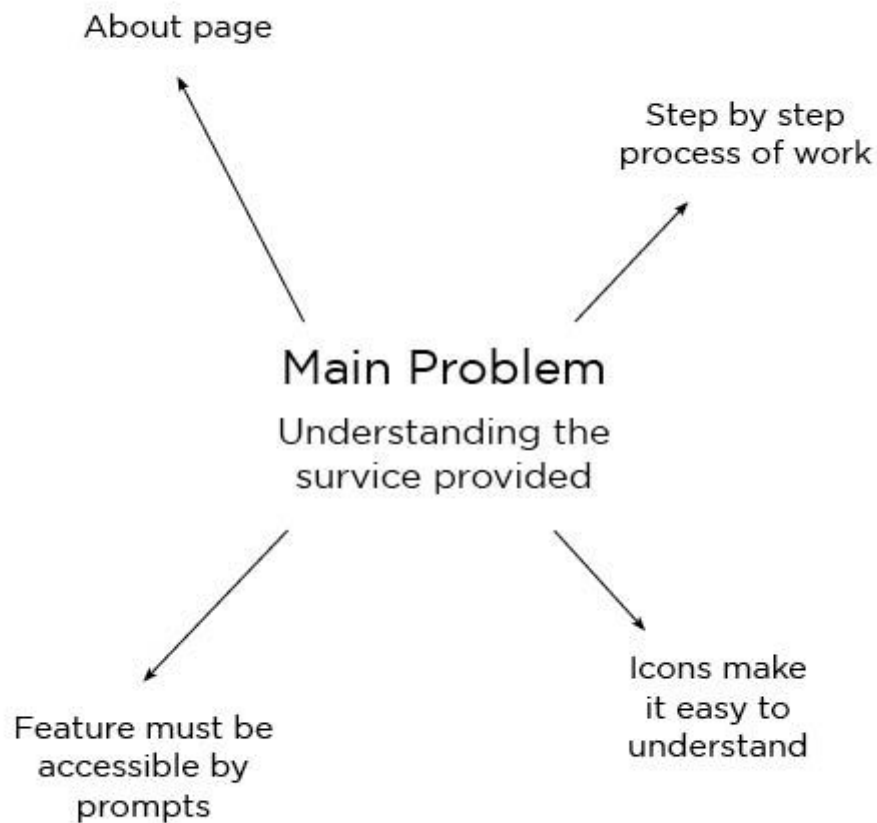 About page
Step by step
process of work
Main Problem
Understanding the
survice provided
Feature must be
accessible by
prompts
Icons make
it easy to
understand